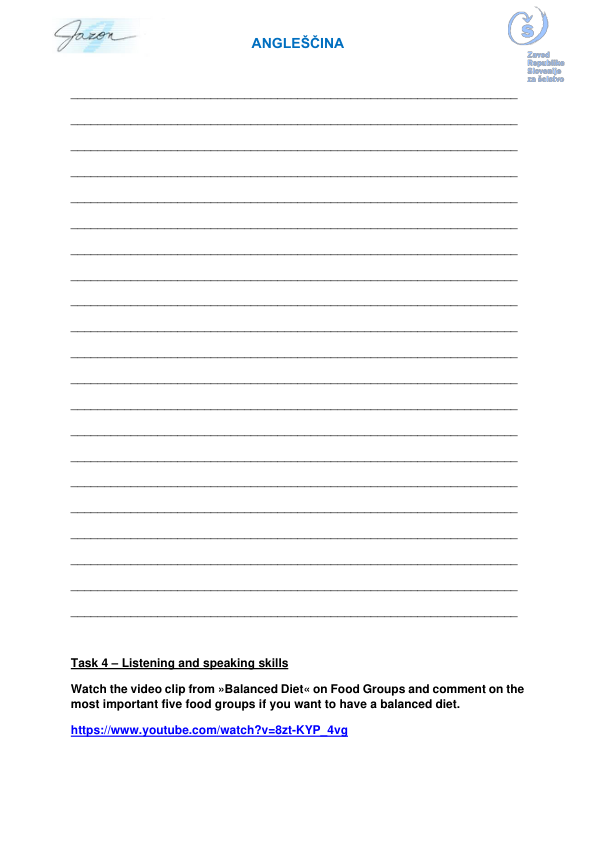 Jazon
ANGLEŠČINA
Š
Zavod
Republike
Slovenije
za šolstvo
Task 4 – Listening and speaking skills
Watch the video clip from »Balanced Diet« on Food Groups and comment on the
most important five food groups if you want to have a balanced diet.
https://www.youtube.com/watch?v=8zt-KYP_4vg